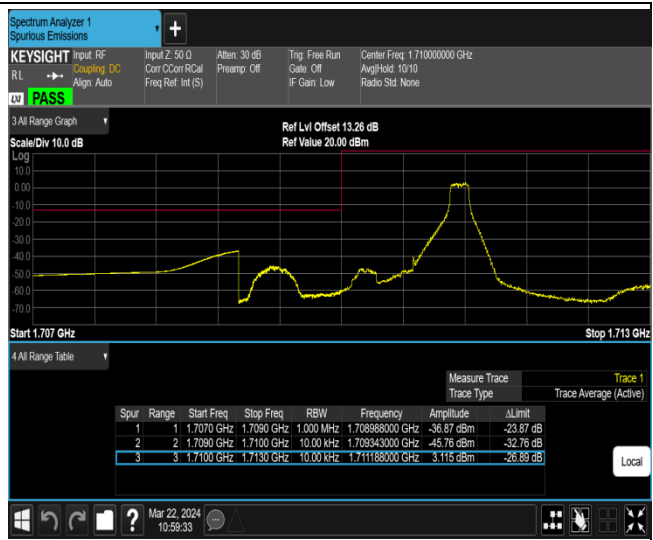 Spectrum Analyzer 1
Spurious Emissions
KEYSIGHT Input: RF Input Z: 50 Ω Atten: 30 dB Trig: Free Run Center Freq: 1.710000000 GHz
RL Coupling: DC Corr CCorr RCal Preamp: Off Gate: Off Avg|Hold: 10/10
Align: Auto Freq Ref: Int (S) IF Gain: Low Radio Std: None
LXI PASS
3 All Range Graph
Ref Lvl Offset 13.26 dB
Scale/Div 10.0 dB Ref Value 20.00 dBm
Log
10.0
0.00
-10.0
-20.0
-30.0
-40.0
-50.0
-60.0
-70.0
Start 1.707 GHz Stop 1.713 GHz
4 All Range Table
Measure Trace Trace 1
Trace Type Trace Average (Active)
Spur Range Start Freq Stop Freq RBW Frequency Amplitude ΔLimit
1 1 1.7070 GHz 1.7090 GHz 1.000 MHz 1.708988000 GHz -36.87 dBm -23.87 dB
2 2 1.7090 GHz 1.7100 GHz 10.00 kHz 1.709343000 GHz -45.76 dBm -32.76 dB
3 3 1.7100 GHz 1.7130 GHz 10.00 kHz 1.711188000 GHz 3.115 dBm -26.89 dB
Local
? Mar 22, 2024
10:59:33